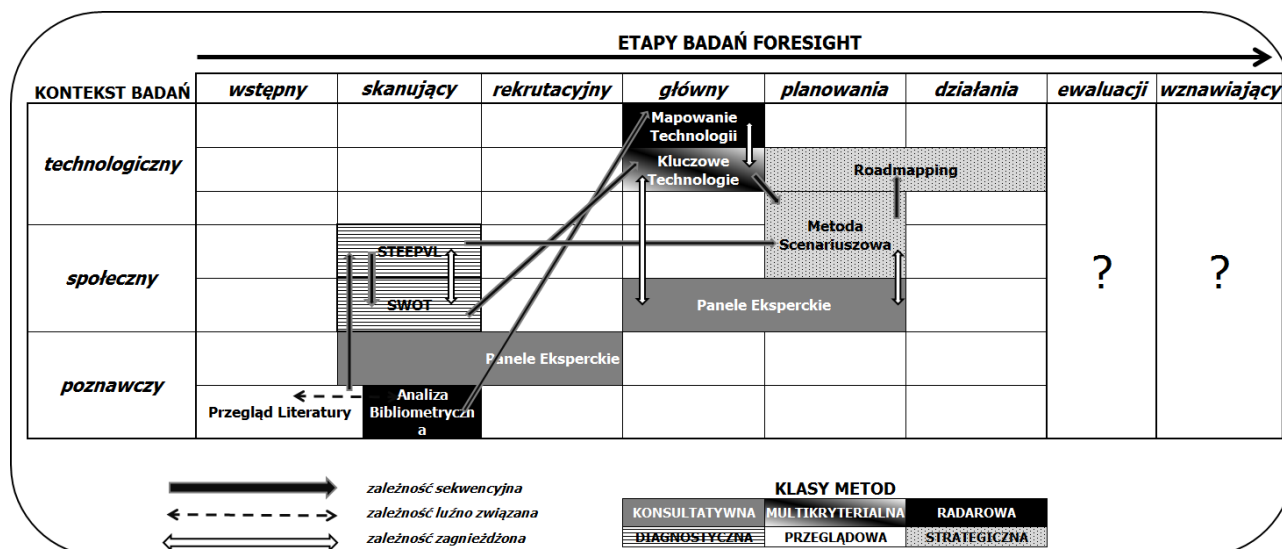 ETAPY BADAŃ FORESIGHT
KONTEKST BADAŃ wstępny skanujący rekrutacyjny główny planowania działania ewaluacji wznawiający
Mapowanie
Technologii
technologiczny
Kluczowe
Technologie
Roadmapping
Metoda
Scenariuszowa
STEEPVL
społeczny
? ?
SWOT
Panele Eksperckie
Panele Eksperckie
poznawczy
Przegląd Literatury
Analiza
Bibliometryczn
a
zależność sekwencyjna
zależność luźno związana
zależność zagnieżdżona
KLASY METOD
KONSULTATYWNA MULTIKRYTERIALNA RADAROWA
DIAGNOSTYCZNA PRZEGLĄDOWA STRATEGICZNA